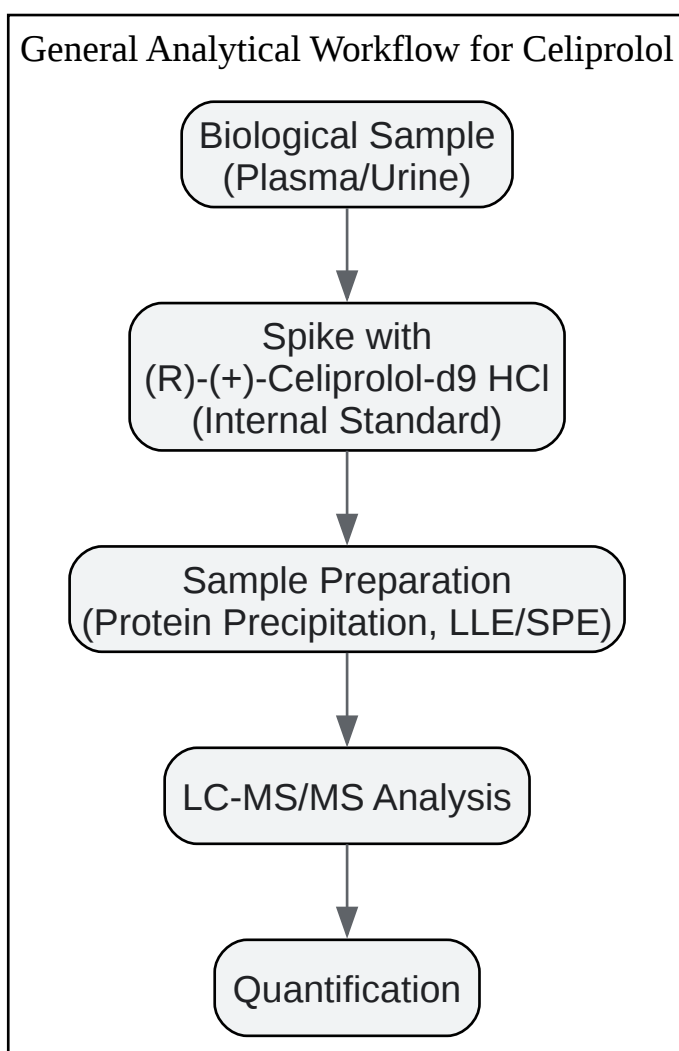 General Analytical Workflow for Celiprolol
Biological Sample
(Plasma/Urine)
Spike with
(R)-(+)-Celiprolol-d9 HCl
(Internal Standard)
Sample Preparation
(Protein Precipitation, LLE/SPE)
LC-MS/MS Analysis
Quantification